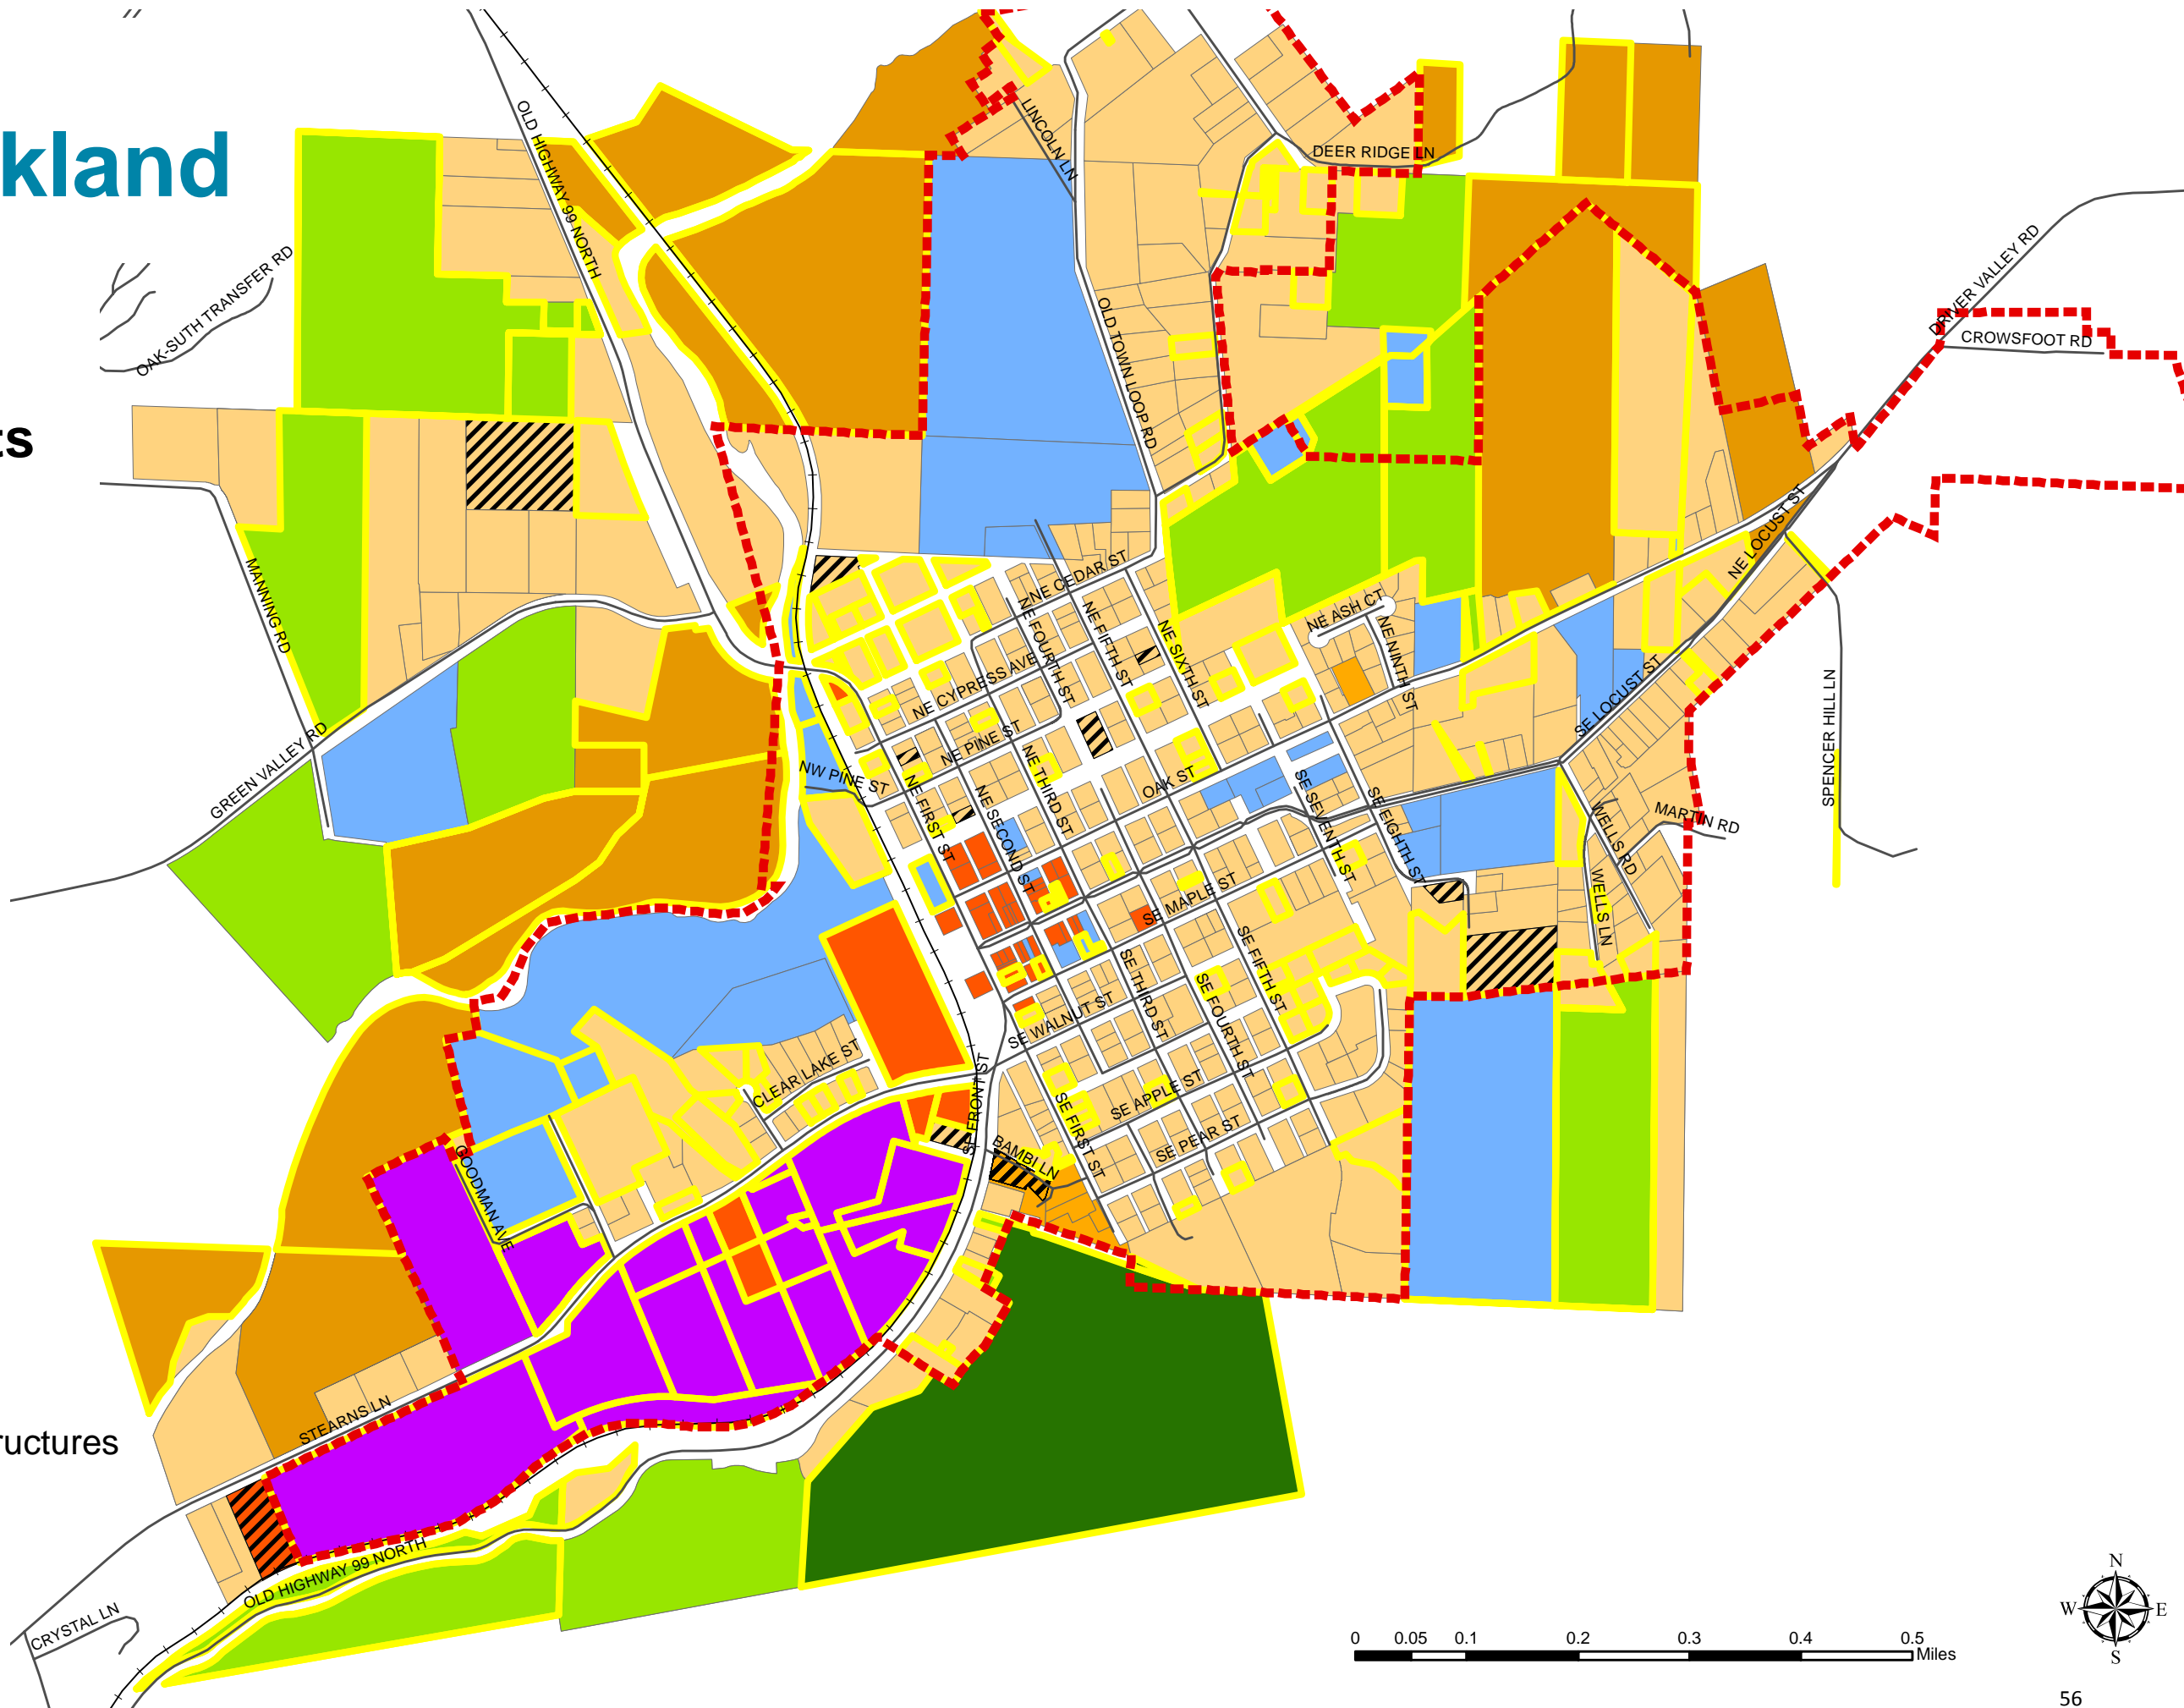 kland
ts
ructures
OLD HIGHWAY 99 NORTH
LINCOLN LN
DEER RIDGE LN
OAK-SUTH TRANSFER RD
DRIVER VALLEY RD
CROWSFOOT RD
OLD TOWN LOOP RD
MANNING RD
NE LOCUST ST
NE CEDAR ST
NE FOURTH ST
NE FIFTH ST
NE SIXTH ST
NE ASH CT
NE NINTH ST
NE CYPRESS AVE
SE LOCUST ST
SPENCER HILL LN
GREEN VALLEY RD
NW PINE ST
NE PINE ST
NE FIRST ST
NE SECOND ST
NE THIRD ST
OAK ST
SE SEVENTH ST
SE EIGHTH ST
WELLS RD
MARTIN RD
WELLS LN
SE MAPLE ST
SE FIFTH ST
SE THIRD ST
SE FOURTH ST
SE WALNUT ST
CLEAR LAKE ST
S FRONT ST
SE FIRST ST
SE APPLE ST
SE PEAR ST
BAMBI LN
GOODMAN AVE
STEARNS LN
OLD HIGHWAY 99 NORTH
CRYSTAL LN
0 0.05 0.1 0.2 0.3 0.4 0.5
Miles
N
W E
S
56